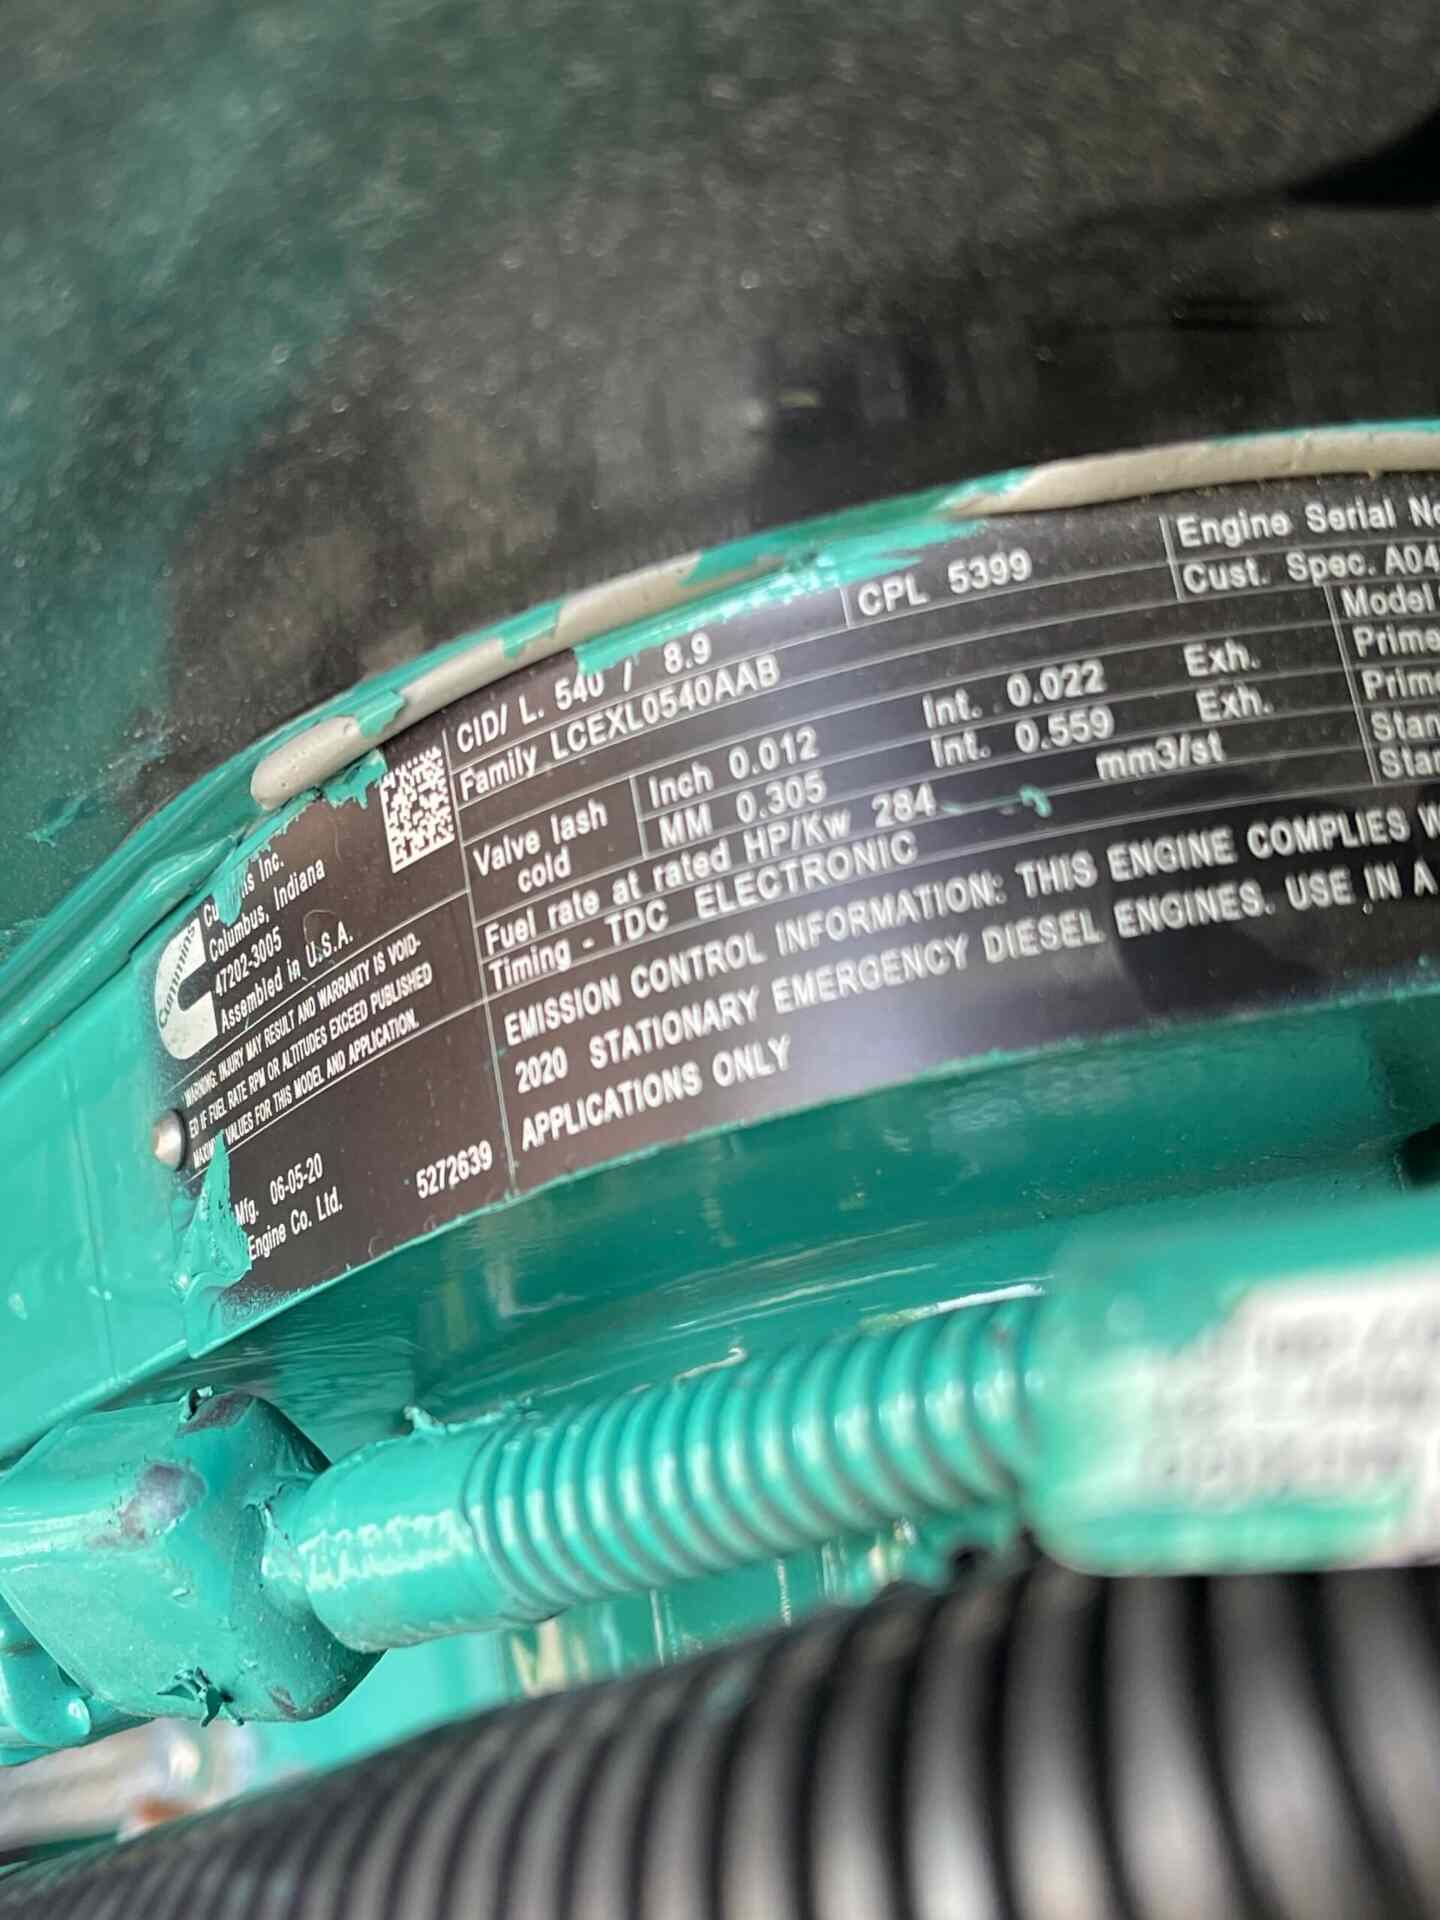 cummins
Inc.
Columbus, Indiana
47202-3005
Assembled in U.S.A.
WARNING: INJURY MAY RESULT AND WARRANTY IS VOID-
ED IF FUEL RATE RPM OR ALTITUDES EXCEED PUBLISHED
VALUES FOR THIS MODEL AND APPLICATION.
Mfg. 06-05-20
Engine Co. Ltd.
5272639
CID/ L. 540 / 8.9
CPL 5399
Family LCEXL0540AAB
Valve lash
cold
Inch 0.012 Int. 0.022 Exh.
MM 0.305 Int. 0.559 Exh.
Fuel rate at rated HP/Kw 284 mm3/st
Timing - TDC ELECTRONIC
EMISSION CONTROL INFORMATION: THIS ENGINE COMPLIES W
2020 STATIONARY EMERGENCY DIESEL ENGINES. USE IN A
APPLICATIONS ONLY
Engine Serial No
Cust. Spec. A04
Model
Prime
Prime
Stan
Stan